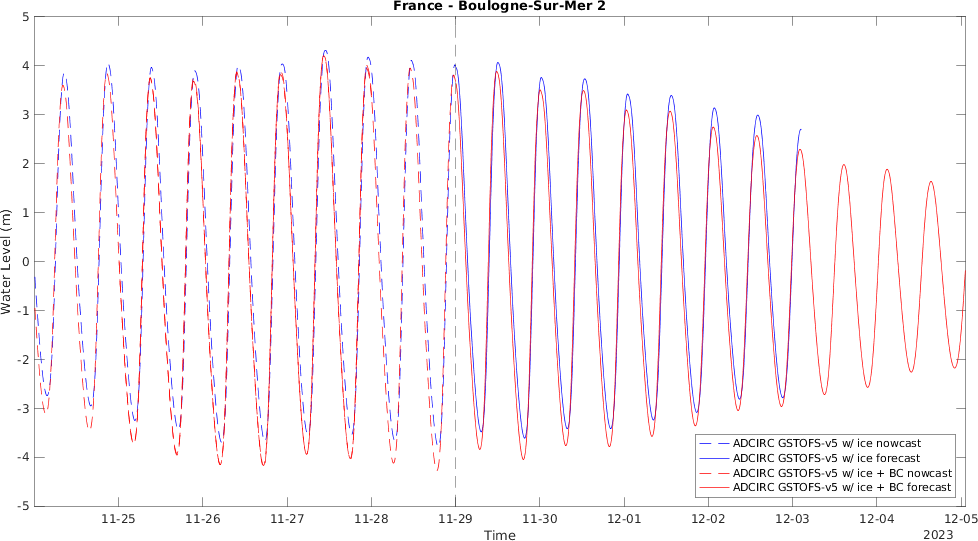 France - Boulogne-Sur-Mer 2
5
4
3
2
1
0
-1
-2
-3
-4
-5
Water Level (m)
ADCIRC GSTOFS-v5 w/ ice nowcast
ADCIRC GSTOFS-v5 w/ ice forecast
ADCIRC GSTOFS-v5 w/ ice + BC nowcast
ADCIRC GSTOFS-v5 w/ ice + BC forecast
11-25 11-26 11-27 11-28 11-29 11-30 12-01 12-02 12-03 12-04 12-05
Time
2023